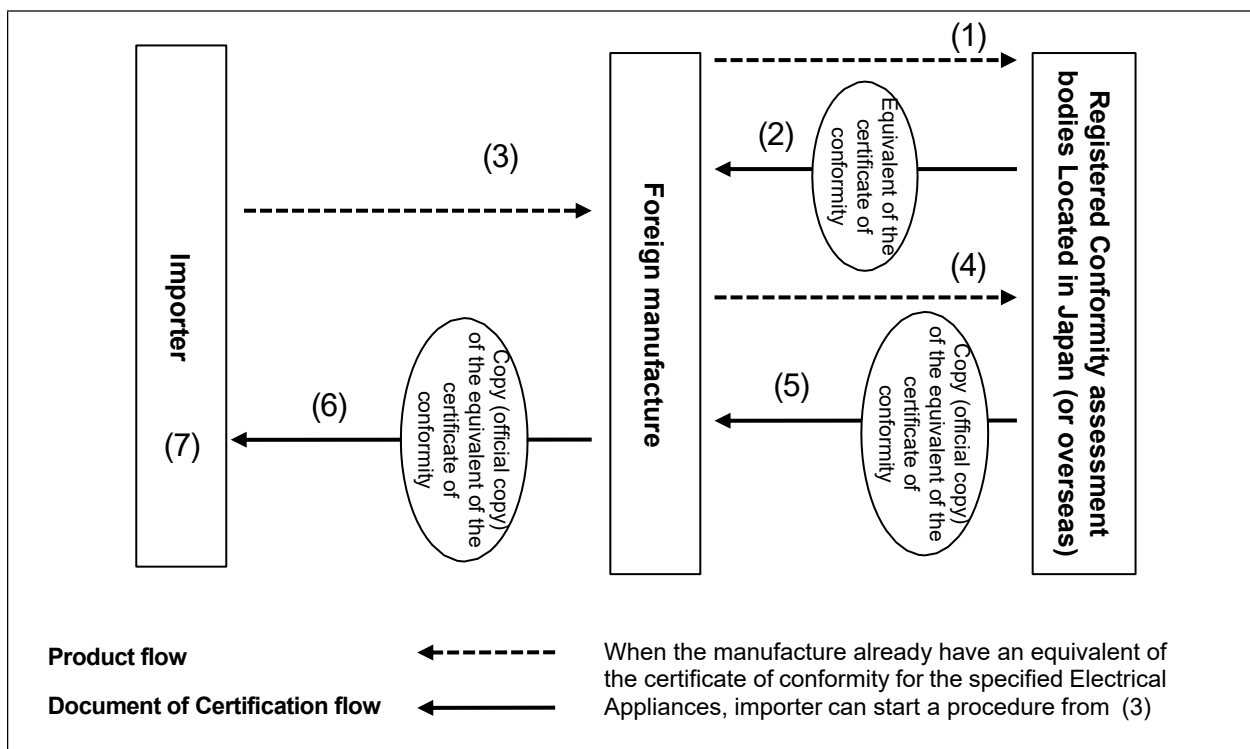 (1)
(2)
Equivalent of the
certificate of
conformity
(3)
(4)
(5)
Copy (official copy)
of the equivalent of the
certificate of
conformity
(6)
Copy (official copy)
of the equivalent of the
certificate of
conformity
Importer
(7)
Foreign manufacture
Registered Conformity assessment
bodies Located in Japan (or overseas)
Product flow
Document of Certification flow
When the manufacture already have an equivalent of
the certificate of conformity for the specified Electrical
Appliances, importer can start a procedure from (3)